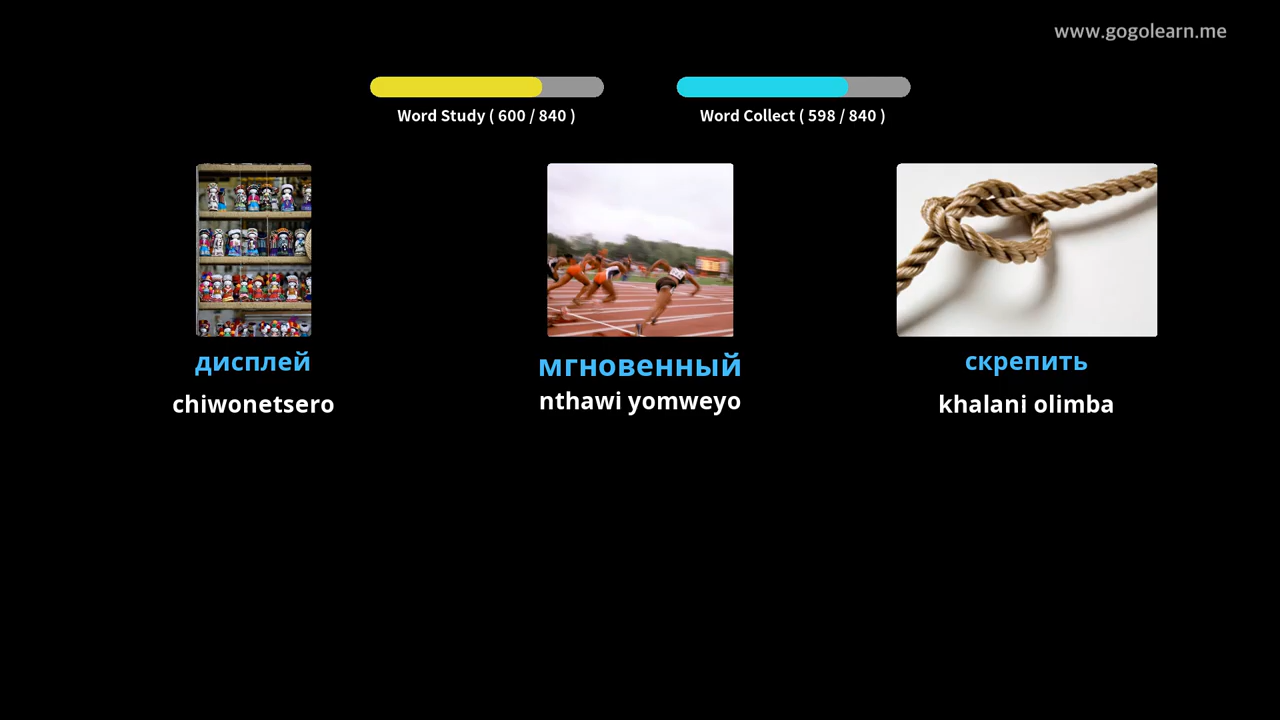 www.gogolearn.me
Word Study ( 600 / 840 )
Word Collect ( 598 / 840 )
дисплей
chiwonetsero
мгновенный
nthawi yomweyo
скрепить
khalani olimba